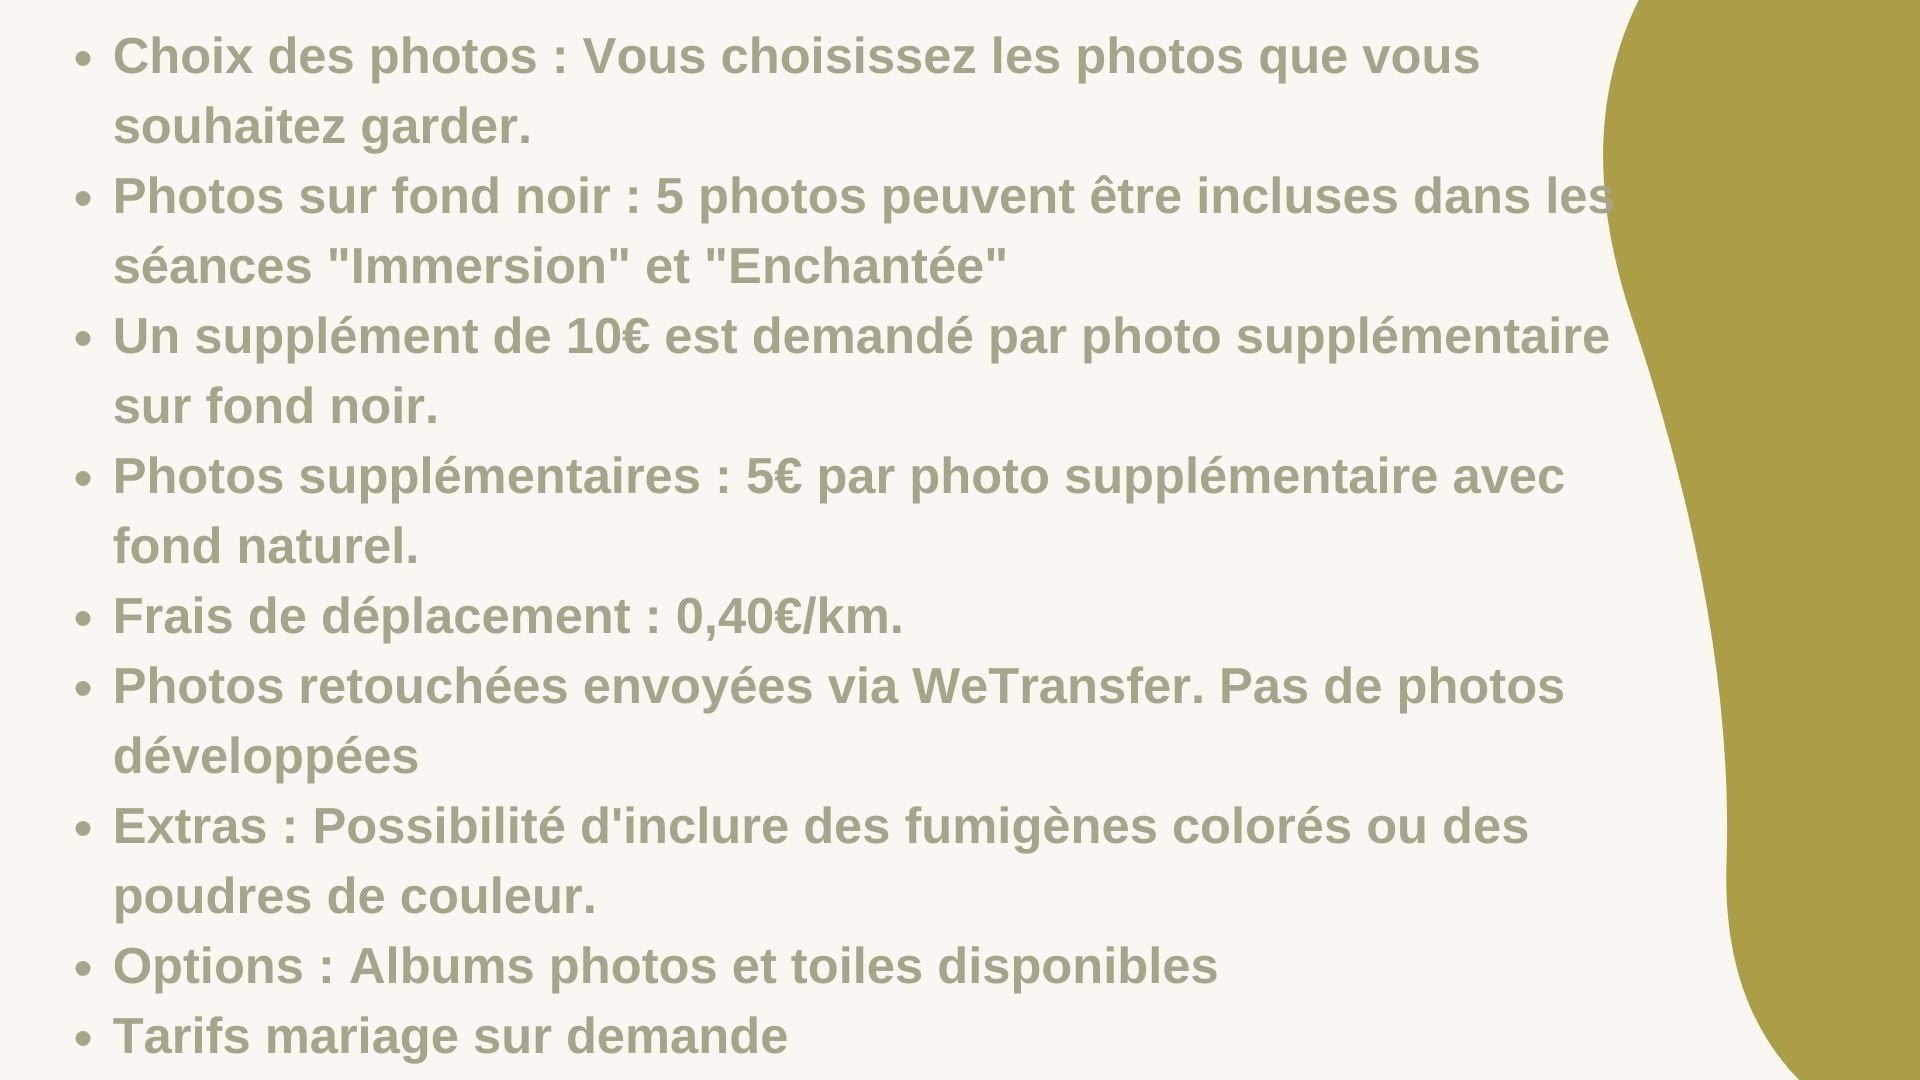 • Choix des photos : Vous choisissez les photos que vous
souhaitez garder.
• Photos sur fond noir : 5 photos peuvent être incluses dans les
séances "Immersion" et "Enchantée"
• Un supplément de 10€ est demandé par photo supplémentaire
sur fond noir.
• Photos supplémentaires : 5€ par photo supplémentaire avec
fond naturel.
• Frais de déplacement : 0,40€/km.
• Photos retouchées envoyées via WeTransfer. Pas de photos
développées
• Extras : Possibilité d'inclure des fumigènes colorés ou des
poudres de couleur.
• Options : Albums photos et toiles disponibles
• Tarifs mariage sur demande